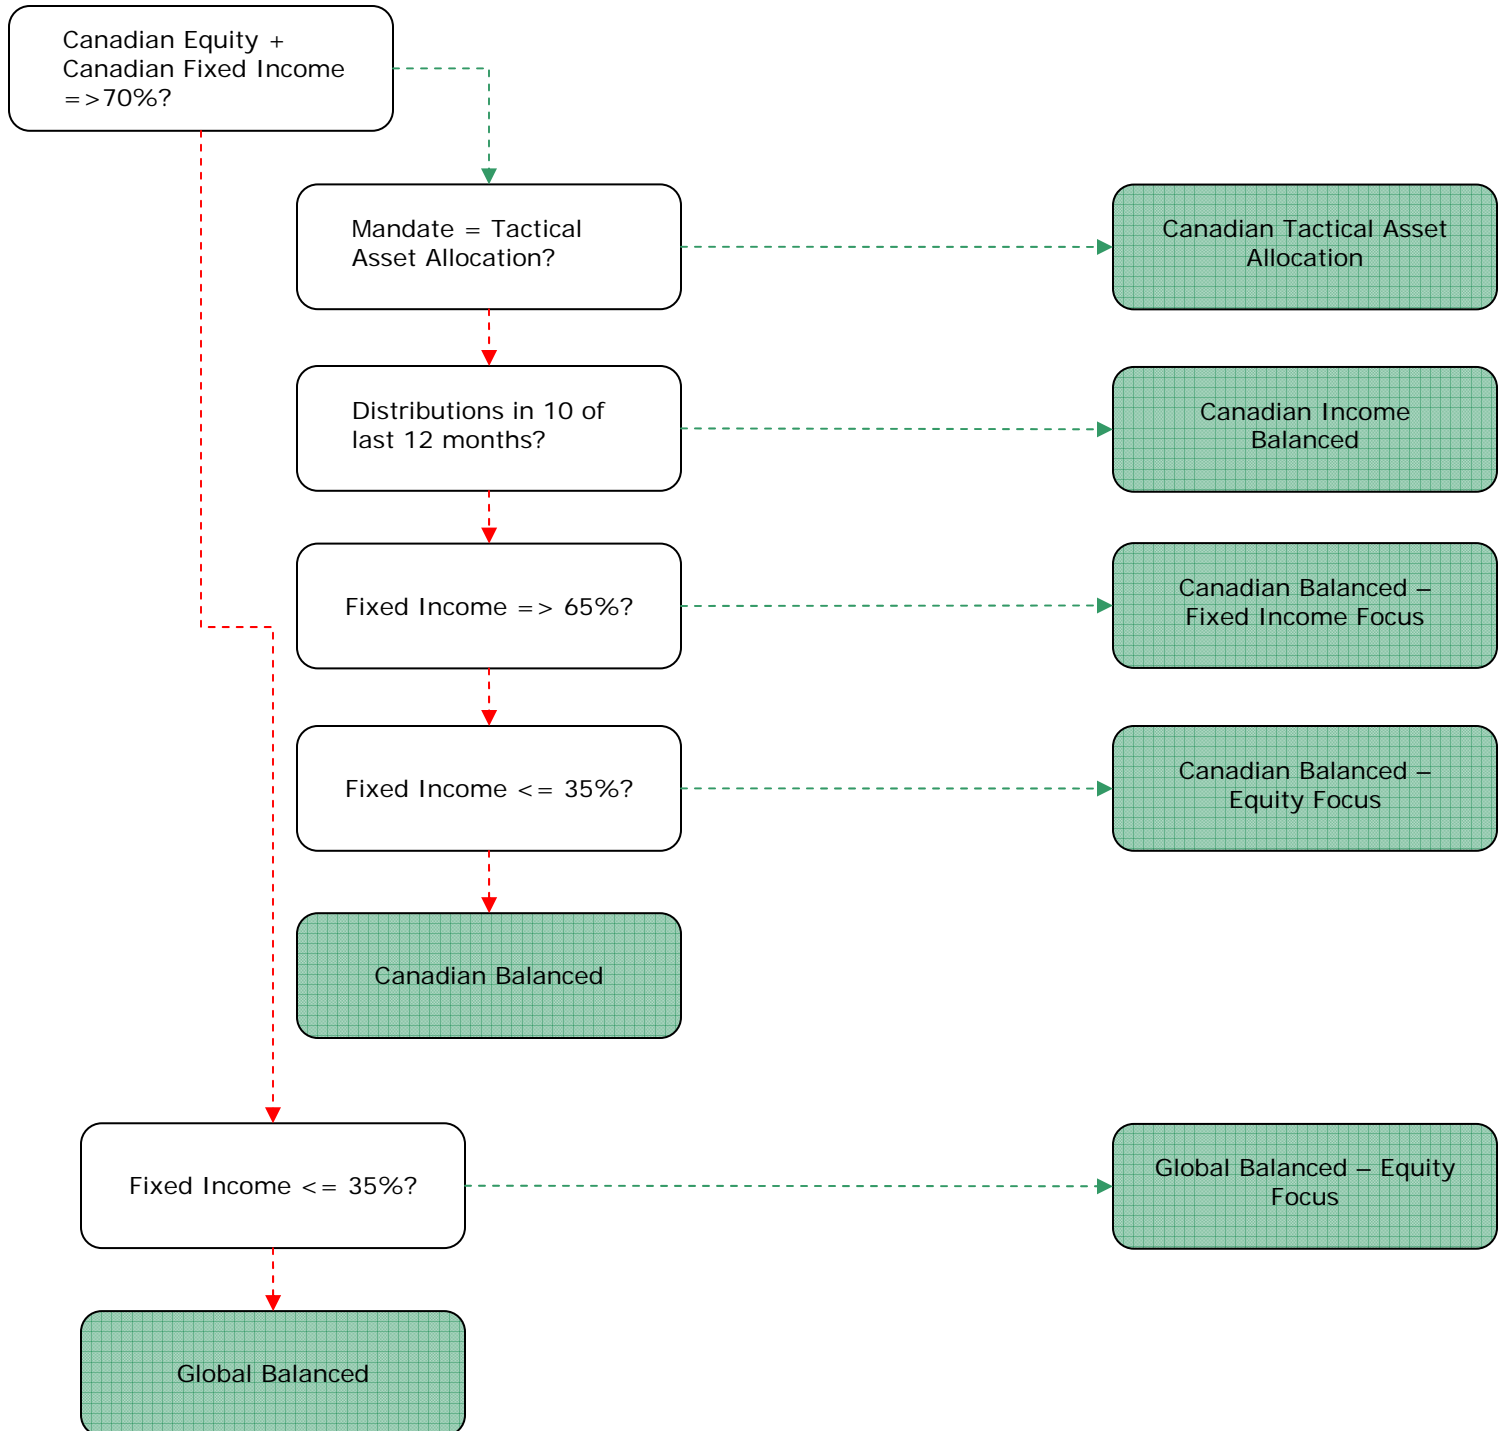 Canadian Equity +
Canadian Fixed Income
=>70%?
Mandate = Tactical
Asset Allocation?
Canadian Tactical Asset
Allocation
Distributions in 10 of
last 12 months?
Canadian Income
Balanced
Fixed Income => 65%?
Canadian Balanced –
Fixed Income Focus
Fixed Income <= 35%?
Canadian Balanced –
Equity Focus
Canadian Balanced
Fixed Income <= 35%?
Global Balanced – Equity
Focus
Global Balanced